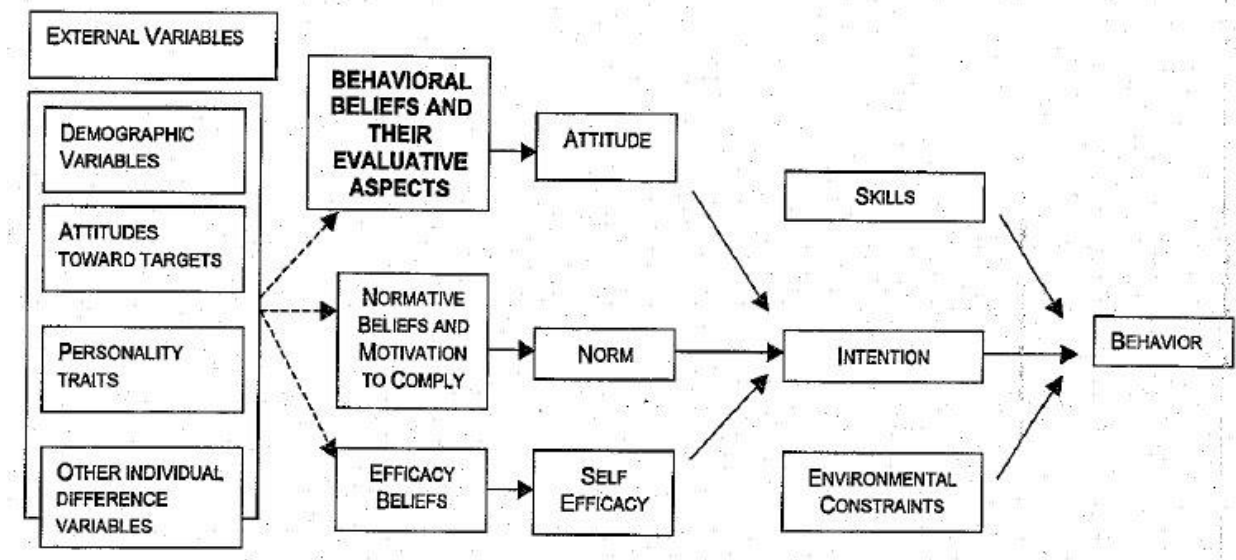 EXTERNAL VARIABLES
DEMOGRAPHIC
VARIABLES
ATTITUDES
TOWARD TARGETS
PERSONALITY
TRAITS
OTHER INDIVIDUAL
DIFFERENCE
VARIABLES
BEHAVIORAL
BELIEFS AND
THEIR
EVALUATIVE
ASPECTS
NORMATIVE
BELIEFS AND
MOTIVATION
TO COMPLY
EFFICACY
BELIEFS
ATTITUDE
NORM
SELF
EFFICACY
SKILLS
INTENTION
ENVIRONMENTAL
CONSTRAINTS
BEHAVIOR